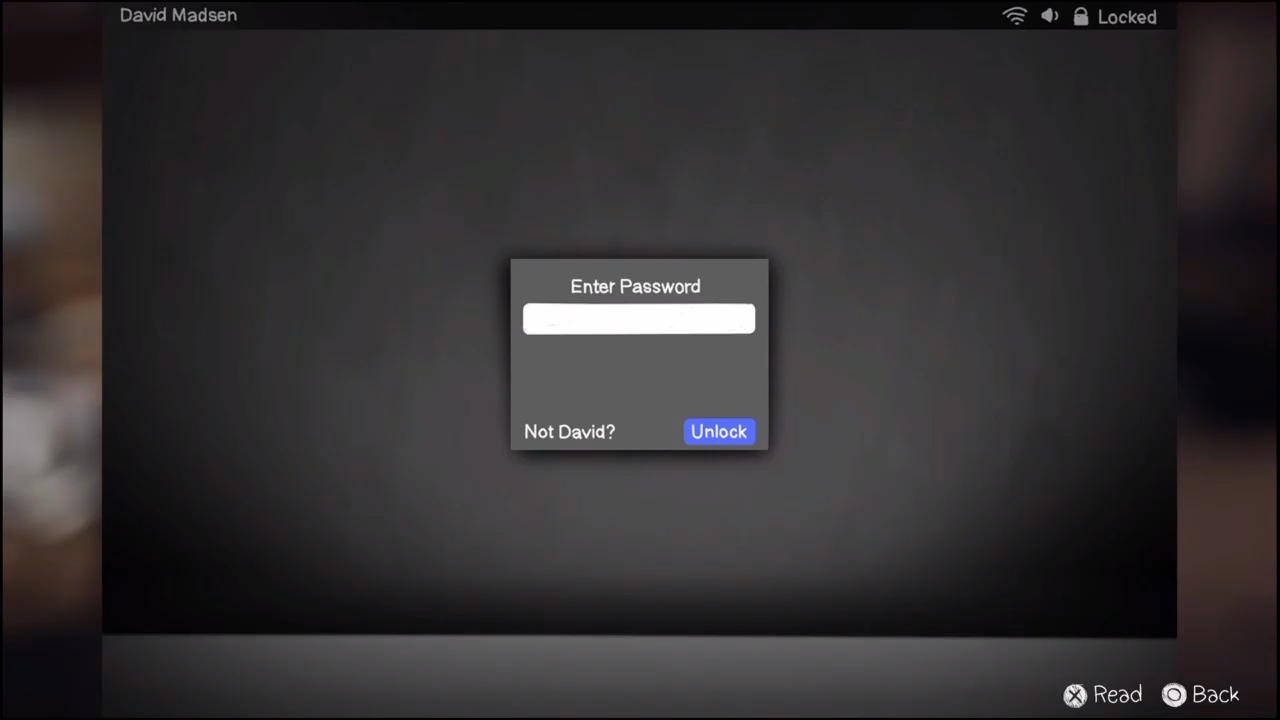 David Madsen
Locked
Enter Password
Not David?
Unlock
Read
Back